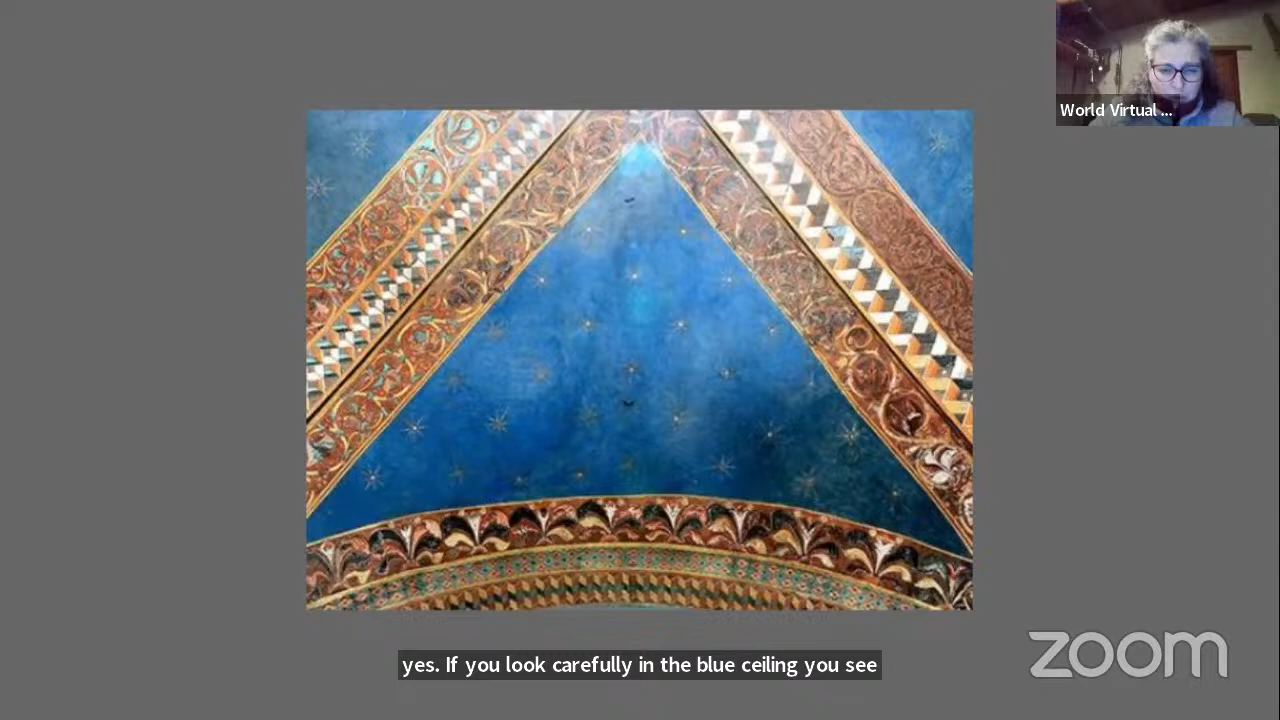 World Virtual ...
yes. If you look carefully in the blue ceiling you see
zoom